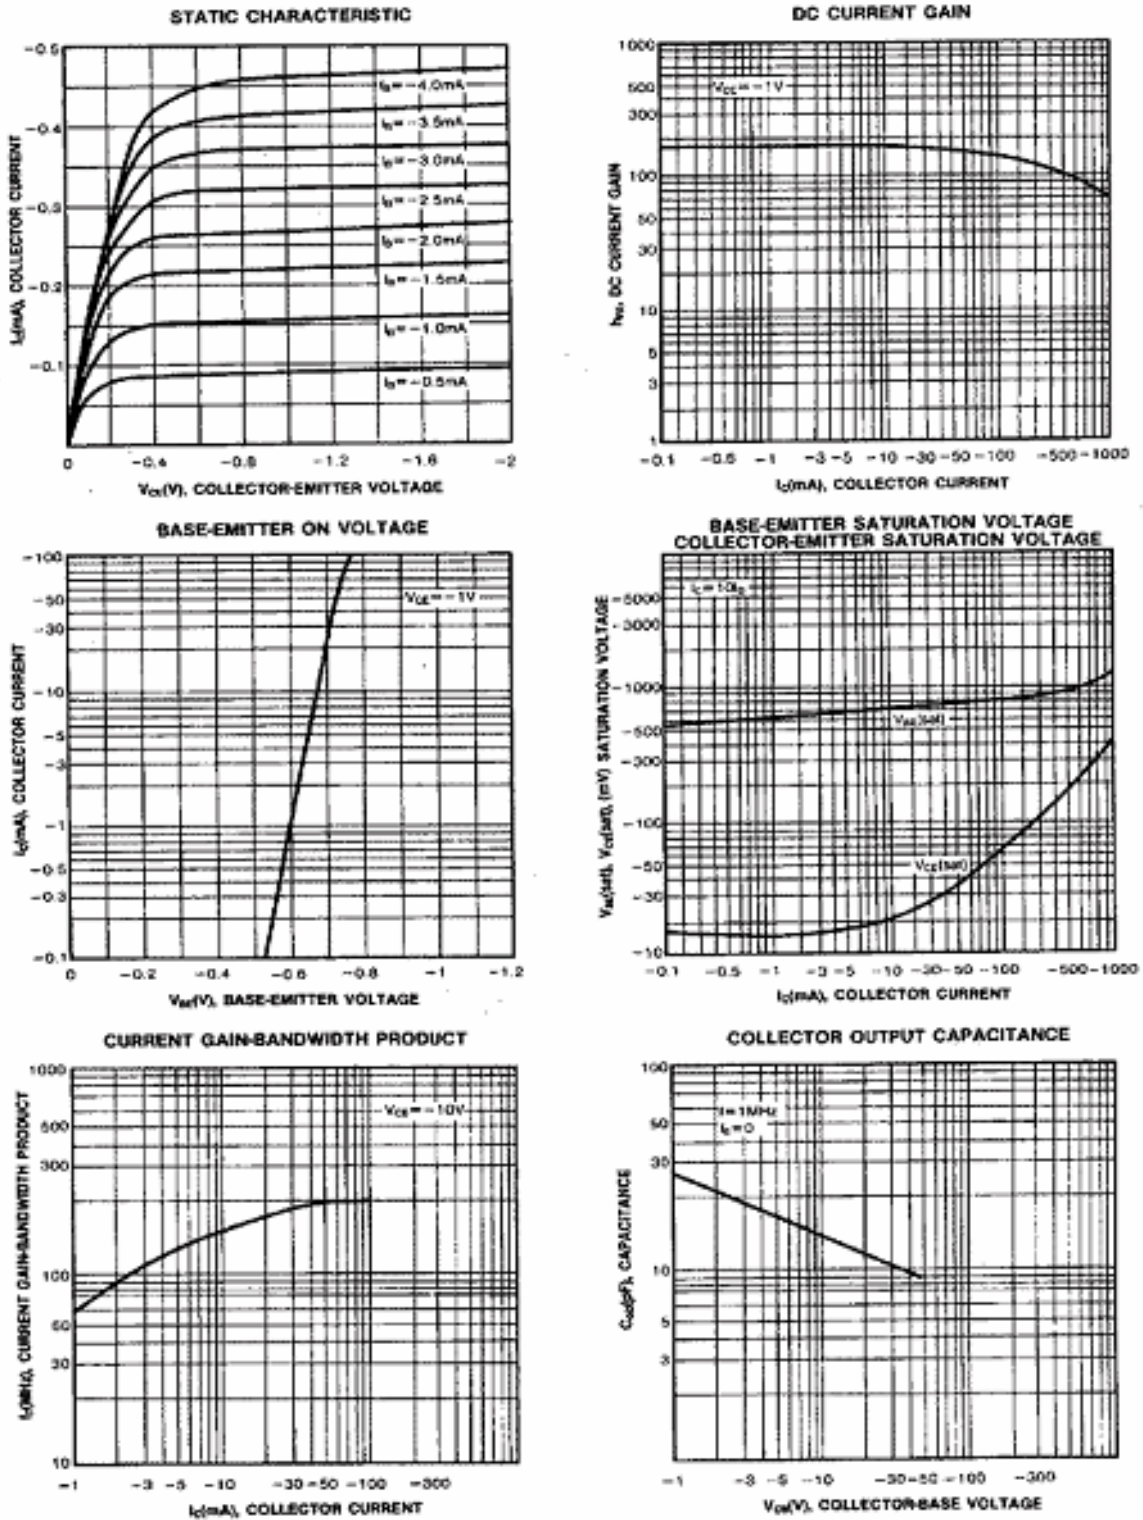 STATIC CHARACTERISTIC
-0.5
-0.4
-0.3
-0.2
-0.1
IC(mA), COLLECTOR CURRENT
IB=-4.0mA
IB=-3.5mA
IB=-3.0mA
IB=-2.5mA
IB=-2.0mA
IB=-1.5mA
IB=-1.0mA
IB=-0.5mA
0 -0.4 -0.8 -1.2 -1.6 -2
VCE(V), COLLECTOR-EMITTER VOLTAGE
DC CURRENT GAIN
1000
500
300
100
50
30
10
5
3
1
hFE, DC CURRENT GAIN
VCE=-1V
-0.1 -0.5 -1 -3 -5 -10 -30 -50 -100 -500 -1000
IC(mA), COLLECTOR CURRENT
BASE-EMITTER ON VOLTAGE
-100
-50
-30
-10
-5
-3
-1
-0.5
-0.3
-0.1
IC(mA), COLLECTOR CURRENT
VCE=-1V
0 -0.2 -0.4 -0.6 -0.8 -1 -1.2
VBE(V), BASE-EMITTER VOLTAGE
BASE-EMITTER SATURATION VOLTAGE
COLLECTOR-EMITTER SATURATION VOLTAGE
-5000
-3000
-1000
-500
-300
-100
-50
-30
-10
VBE(sat), VCE(sat), (mV) SATURATION VOLTAGE
IC=10IB
VBE(sat)
VCE(sat)
-0.1 -0.5 -1 -3 -5 -10 -30 -50 -100 -500 -1000
IC(mA), COLLECTOR CURRENT
CURRENT GAIN-BANDWIDTH PRODUCT
1000
500
300
100
50
30
10
(MHz), CURRENT GAIN-BANDWIDTH PRODUCT
VCE=-10V
-1 -3 -5 -10 -30 -50 -100 -300
IC(mA), COLLECTOR CURRENT
COLLECTOR OUTPUT CAPACITANCE
100
50
30
10
5
3
(pF), CAPACITANCE
f=1MHz
IE=0
-1 -3 -5 -10 -30 -50 -100 -300
VCB(V), COLLECTOR-BASE VOLTAGE